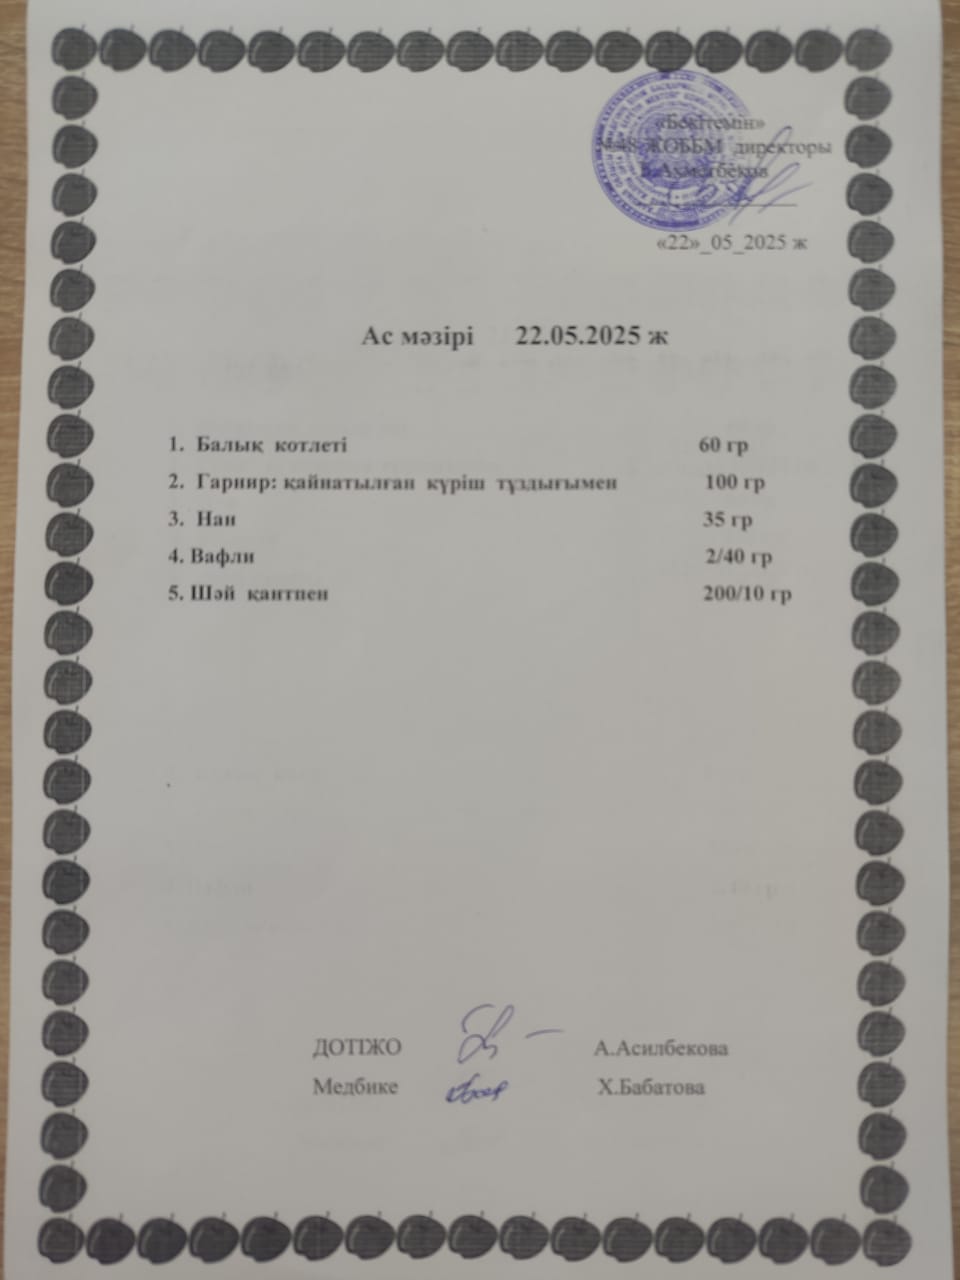 «Бекітемін»
№48 ЖОББМ директоры
Б.Ахметбеков
«22»_05_2025 ж
Ас мәзірі 22.05.2025 ж
1. Балық котлеті 60 гр
2. Гарнир: қайнатылған күріш тұздығымен 100 гр
3. Нан 35 гр
4. Вафли 2/40 гр
5. Шәй қантпен 200/10 гр
ДОТІЖО А.Асилбекова
Медбике Х.Бабатова